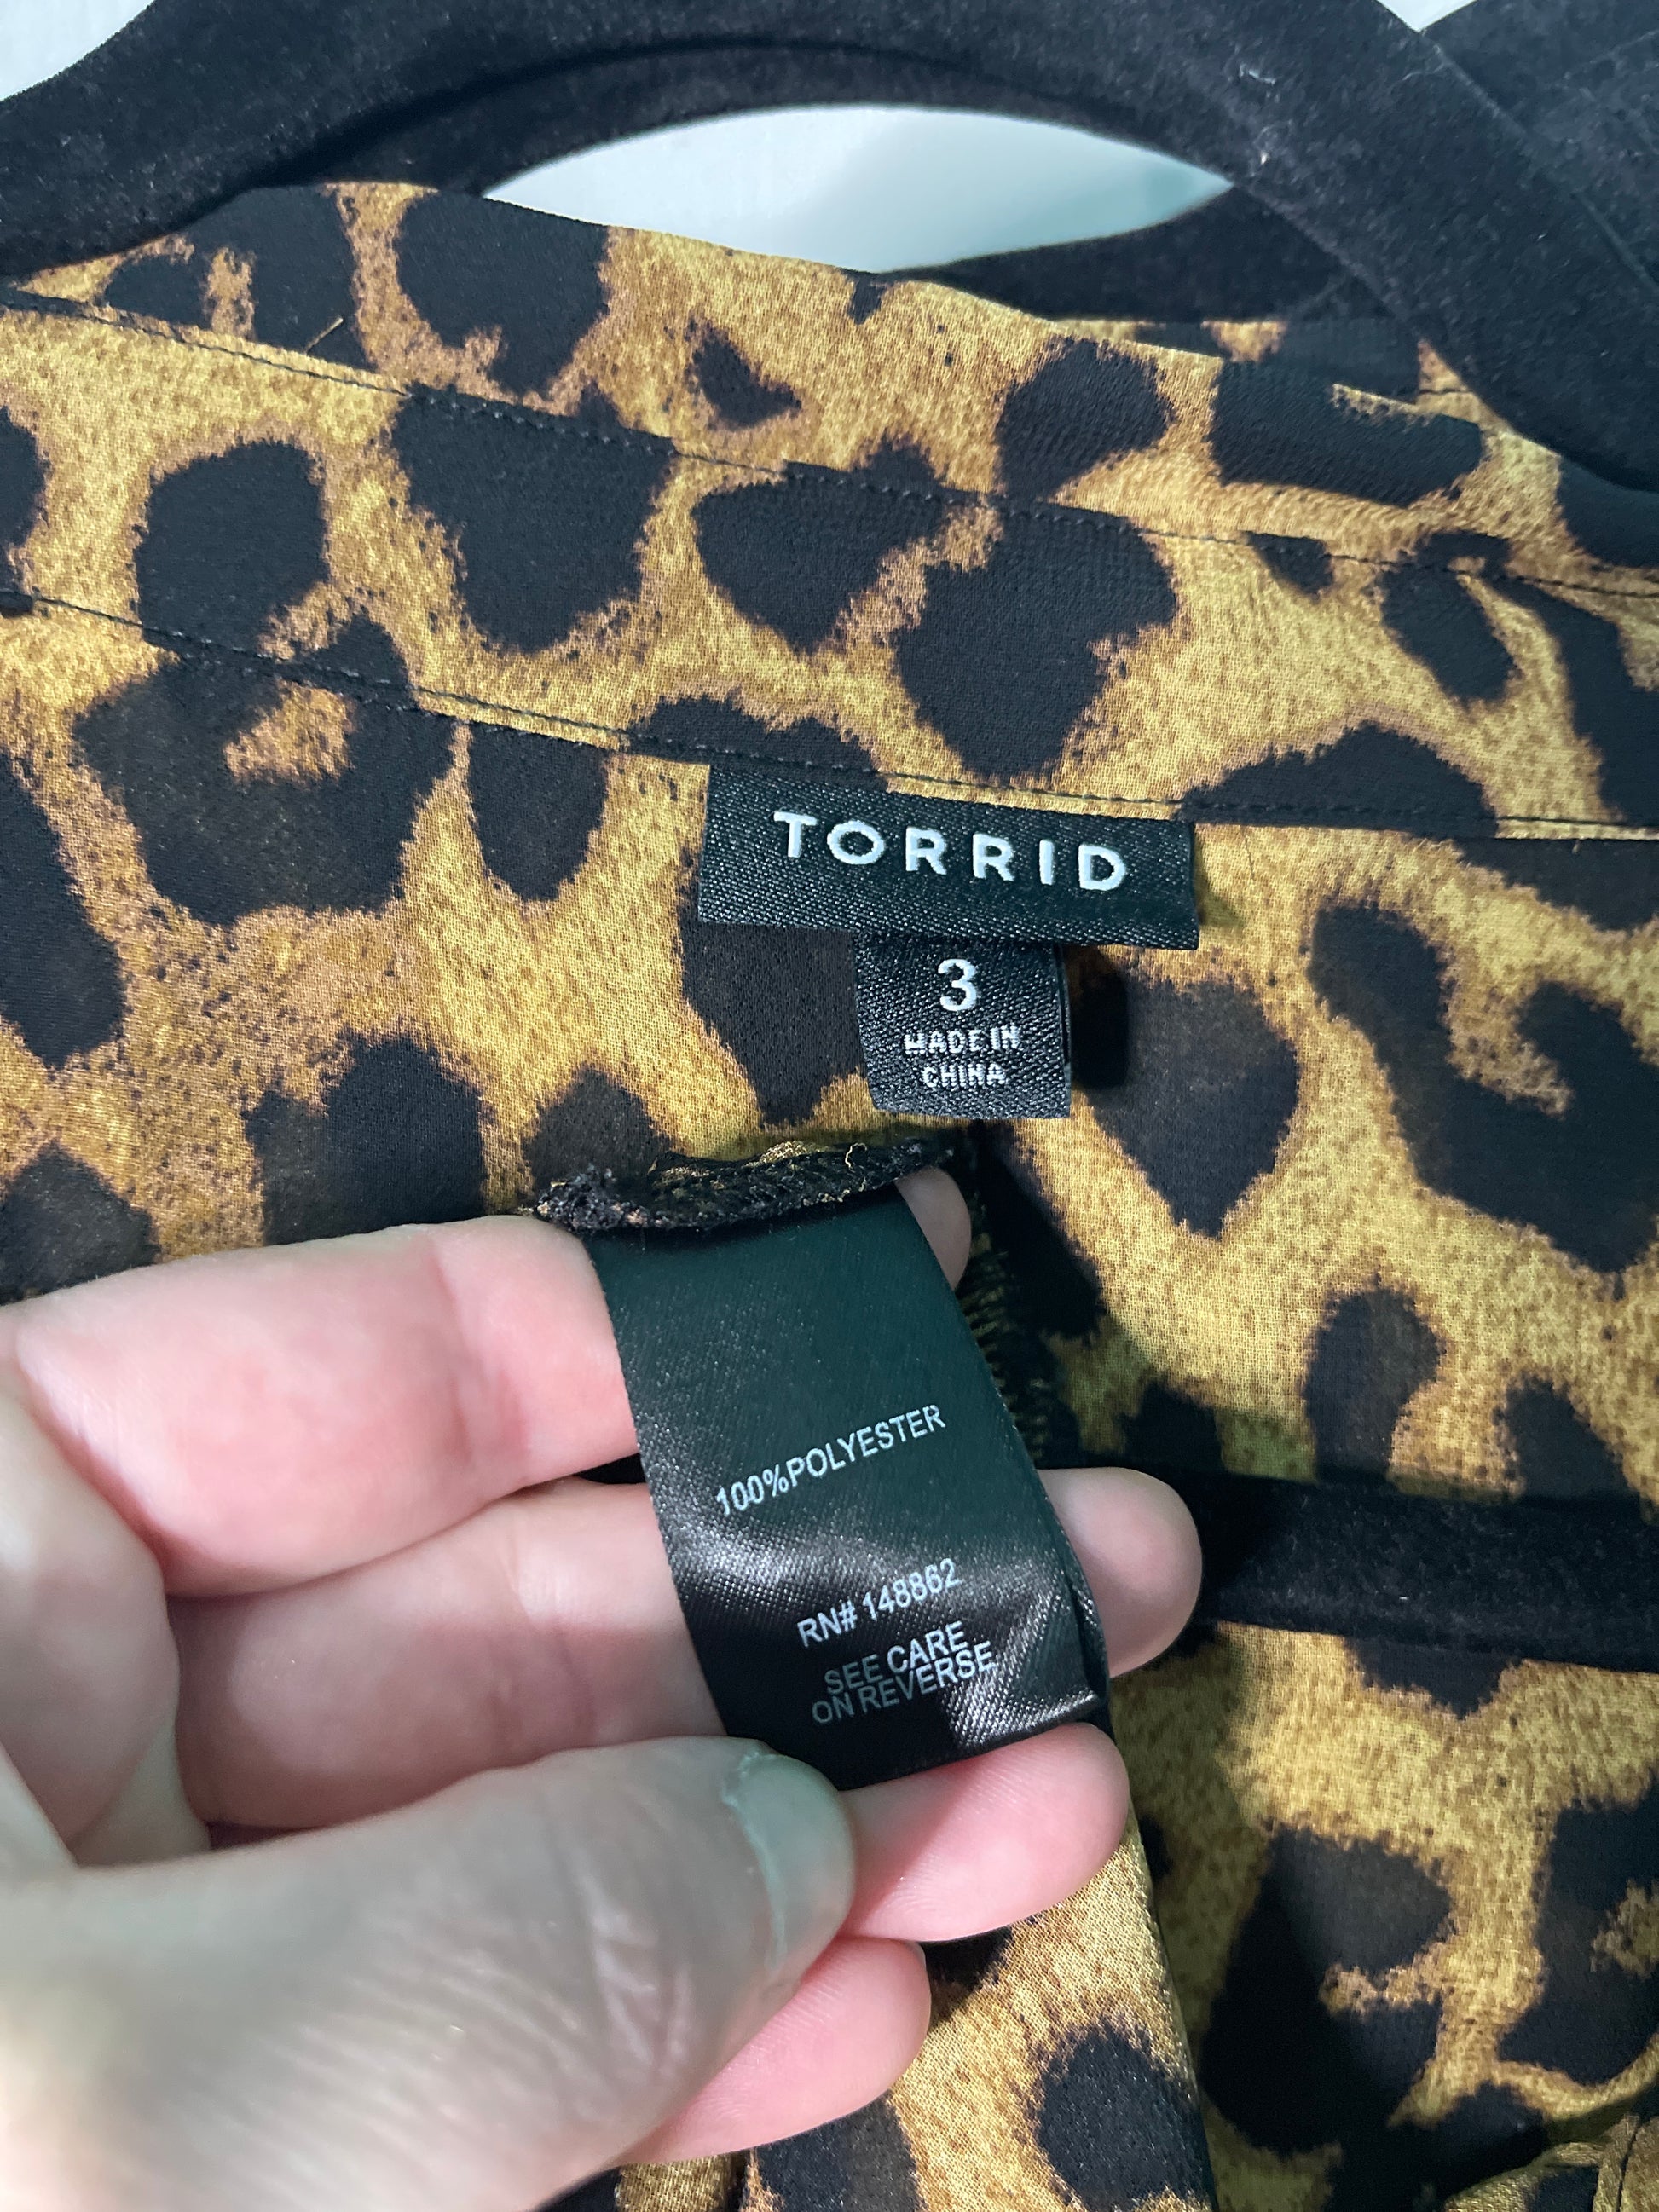 TORRID
3
MADE IN
CHINA
100%POLYESTER
RN# 148862
SEE CARE
ON REVERSE